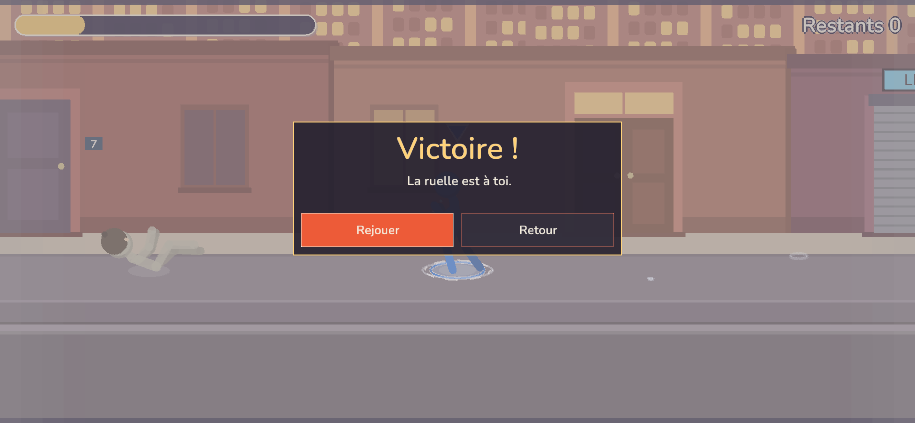 Restants 0
7
Victoire !
La ruelle est à toi.
Rejouer
Retour